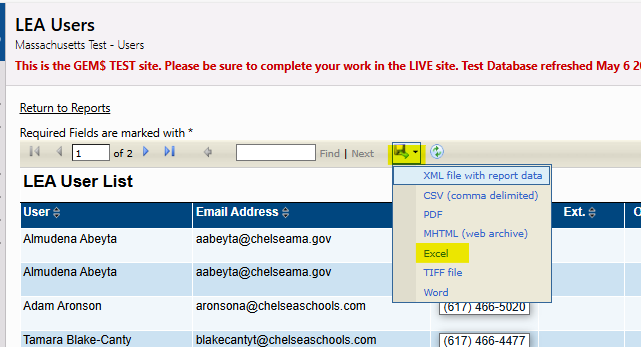 LEA Users
Massachusetts Test - Users
This is the GEM$ TEST site. Please be sure to complete your work in the LIVE site. Test Database refreshed May 6
Return to Reports
Required Fields are marked with *
1 of 2 Find | Next
XML file with report data
CSV (comma delimited)
PDF
MHTML (web archive)
Excel
TIFF file
Word
LEA User List
User Email Address Ext.
Almudena Abeyta aabeyta@chelseama.gov
Almudena Abeyta aabeyta@chelseama.gov
Adam Aronson aronsona@chelseaschools.com (617) 466-5020
Tamara Blake-Canty blakecantyt@chelseaschools.com (617) 466-4477